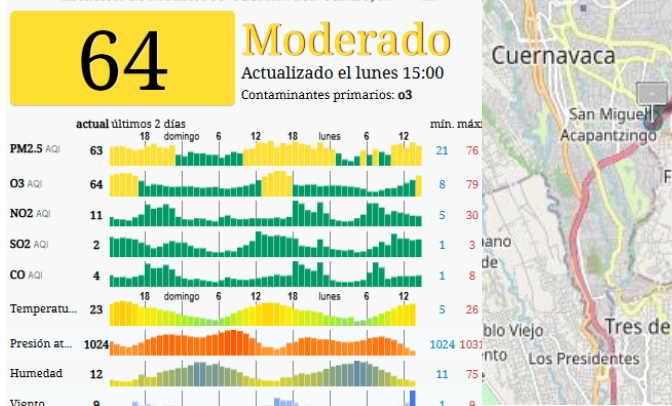 64
Moderado
Actualizado el lunes 15:00
Contaminantes primarios: o3
actual últimos 2 días mín. máx
18 domingo 6 12 18 lunes 6 12
PM2.5 AQI 63 21 76
O3 AQI 64 8 79
NO2 AQI 11 5 30
SO2 AQI 2 1 3
CO AQI 4 1 8
18 domingo 6 12 18 lunes 6 12
Temperatu... 23 5 26
Presión at... 1024 1024 1031
Humedad 12 11 75
Viento 9 1 9
Cuernavaca
San Miguel
Acapantzingo
ano
de
blo Viejo
Tres de
nto
Los Presidentes